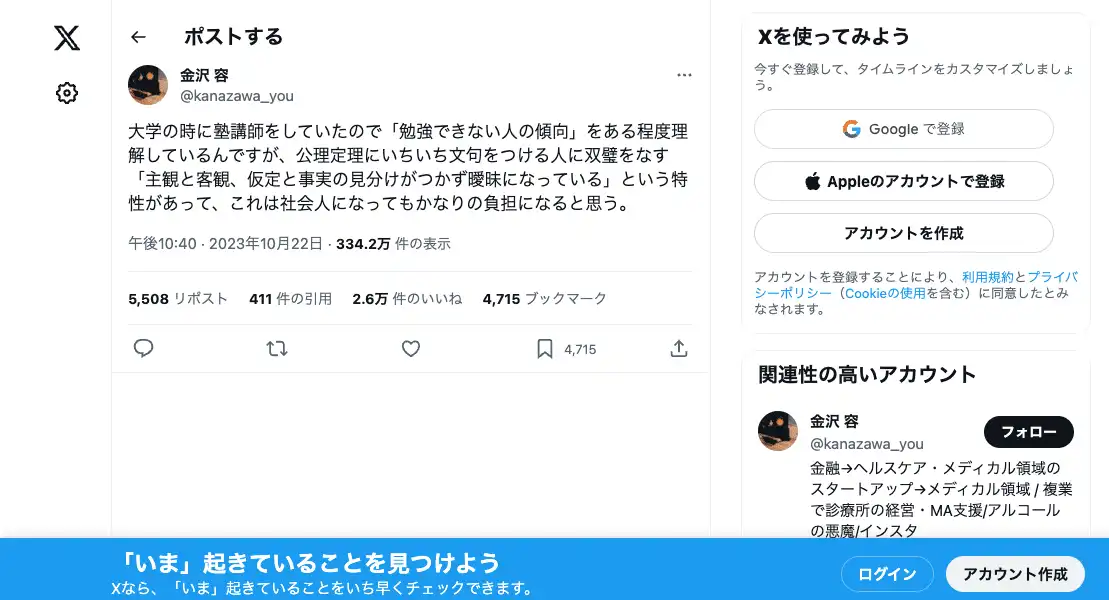 ポストする
金沢 容
@kanazawa_you
大学の時に塾講師をしていたので「勉強できない人の傾向」をある程度理
解しているんですが、公理定理にいちいち文句をつける人に双璧をなす
「主観と客観、仮定と事実の見分けがつかず曖昧になっている」という特
性があって、これは社会人になってもかなりの負担になると思う。
午後10:40 · 2023年10月22日 · 334.2万 件の表示
5,508 リポスト 411 件の引用 2.6万 件のいいね 4,715 ブックマーク
4,715
Xを使ってみよう
今すぐ登録して、タイムラインをカスタマイズしましょ
う。
Google で登録
Appleのアカウントで登録
アカウントを作成
アカウントを登録することにより、利用規約とプライバ
シーポリシー（Cookieの使用を含む）に同意したとみ
なされます。
関連性の高いアカウント
金沢 容
@kanazawa_you
フォロー
金融→ヘルスケア・メディカル領域の
スタートアップ→メディカル領域 / 複業
で診療所の経営・MA支援/アルコール
の悪魔/インスタ
「いま」起きていることを見つけよう
Xなら、「いま」起きていることをいち早くチェックできます。
ログイン
アカウント作成